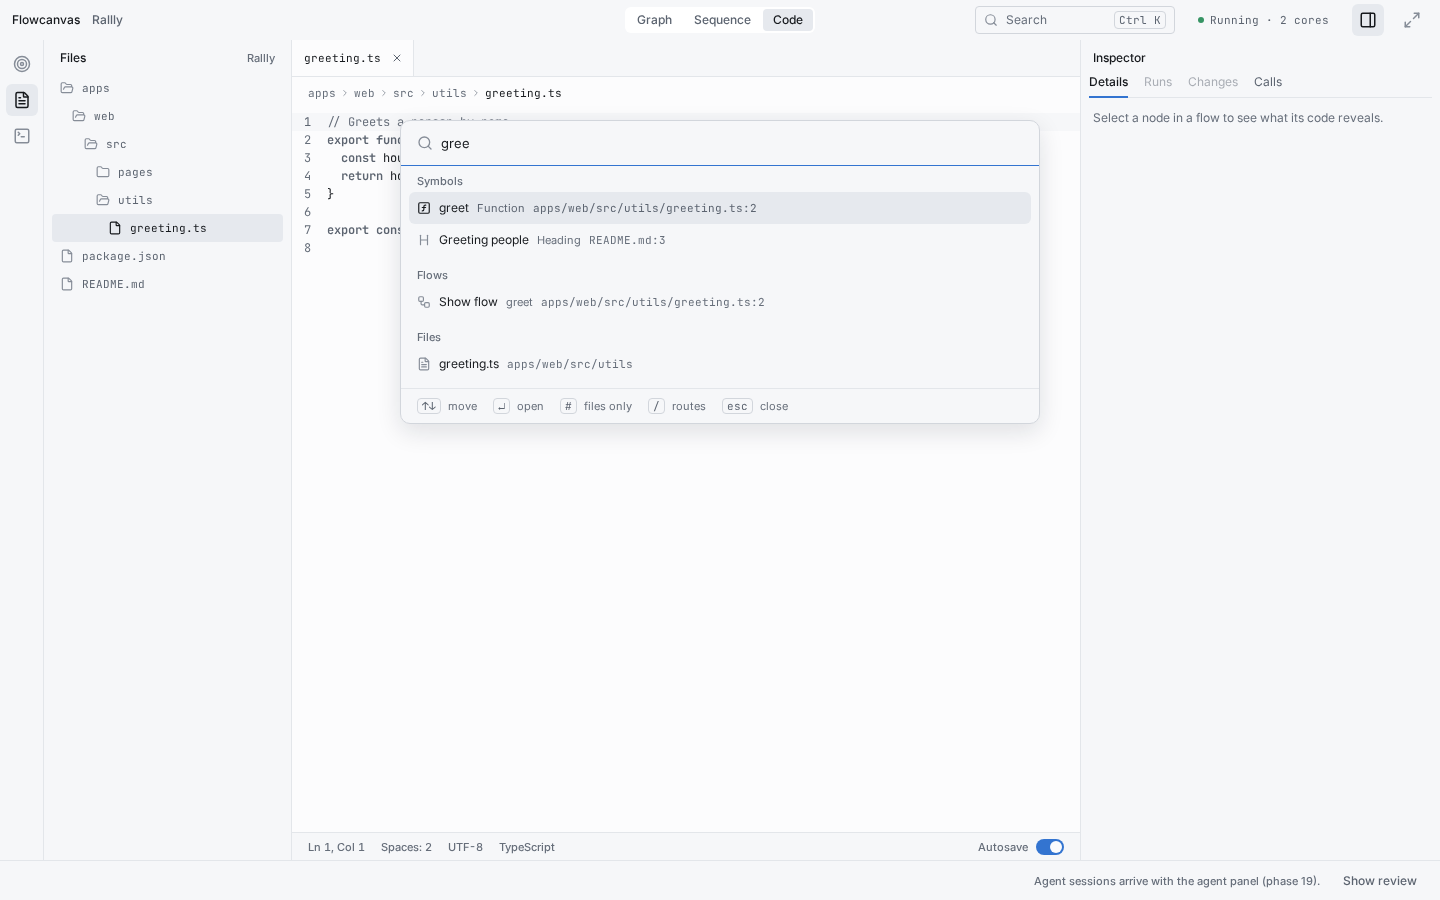 Flowcanvas Rallly
Graph Sequence Code
Search Ctrl K
Running · 2 cores
Files Rallly
apps
web
src
pages
utils
greeting.ts
package.json
README.md
greeting.ts
apps › web › src › utils › greeting.ts
1 // Greets a
2 export func
3 const hou
4 return ho
5 }
6
7 export cons
8
gree
Symbols
greet Function apps/web/src/utils/greeting.ts:2
Greeting people Heading README.md:3
Flows
Show flow greet apps/web/src/utils/greeting.ts:2
Files
greeting.ts apps/web/src/utils
↑↓ move ↵ open # files only / routes esc close
Inspector
Details Runs Changes Calls
Select a node in a flow to see what its code reveals.
Ln 1, Col 1 Spaces: 2 UTF-8 TypeScript
Autosave
Agent sessions arrive with the agent panel (phase 19). Show review